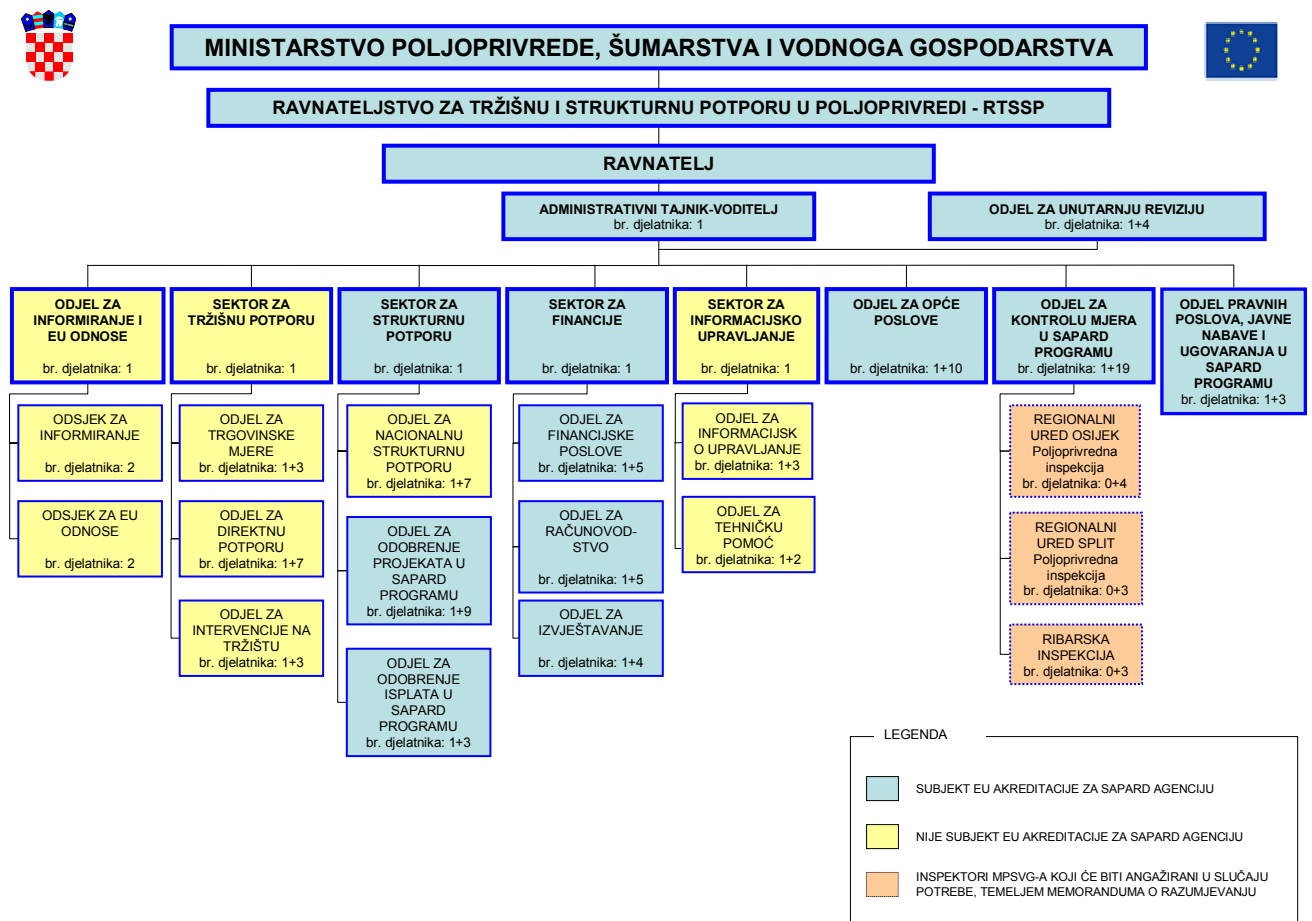 MINISTARSTVO POLJOPRIVREDE, ŠUMARSTVA I VODNOGA GOSPODARSTVA
RAVNATELJSTVO ZA TRŽIŠNU I STRUKTURNU POTPORU U POLJOPRIVREDI - RTSSP
RAVNATELJ
ADMINISTRATIVNI TAJNIK-VODITELJ
br. djelatnika: 1
ODJEL ZA UNUTARNJU REVIZIJU
br. djelatnika: 1+4
ODJEL ZA
INFORMIRANJE I
EU ODNOSE
br. djelatnika: 1
SEKTOR ZA
TRŽIŠNU POTPORU
br. djelatnika: 1
SEKTOR ZA
STRUKTURNU
POTPORU
br. djelatnika: 1
SEKTOR ZA
FINANCIJE
br. djelatnika: 1
SEKTOR ZA
INFORMACIJSKO
UPRAVLJANJE
br. djelatnika: 1
ODJEL ZA OPĆE
POSLOVE
br. djelatnika: 1+10
ODJEL ZA
KONTROLU MJERA
U SAPARD
PROGRAMU
br. djelatnika: 1+19
ODJEL PRAVNIH
POSLOVA, JAVNE
NABAVE I
UGOVARANJA U
SAPARD
PROGRAMU
br. djelatnika: 1+3
ODSJEK ZA
INFORMIRANJE
br. djelatnika: 2
ODSJEK ZA EU
ODNOSE
br. djelatnika: 2
ODJEL ZA
TRGOVINSKE
MJERE
br. djelatnika: 1+3
ODJEL ZA
DIREKTNU
POTPORU
br. djelatnika: 1+7
ODJEL ZA
INTERVENCIJE NA
TRŽIŠTU
br. djelatnika: 1+3
ODJEL ZA
NACIONALNU
STRUKTURNU
POTPORU
br. djelatnika: 1+7
ODJEL ZA
ODOBRENJE
PROJEKATA U
SAPARD
PROGRAMU
br. djelatnika: 1+9
ODJEL ZA
ODOBRENJE
ISPLATA U
SAPARD
PROGRAMU
br. djelatnika: 1+3
ODJEL ZA
FINANCIJSKE
POSLOVE
br. djelatnika: 1+5
ODJEL ZA
RAČUNOVOD-
STVO
br. djelatnika: 1+5
ODJEL ZA
IZVJEŠTAVANJE
br. djelatnika: 1+4
ODJEL ZA
INFORMACIJSK
O UPRAVLJANJE
br. djelatnika: 1+3
ODJEL ZA
TEHNIČKU
POMOĆ
br. djelatnika: 1+2
REGIONALNI
URED OSIJEK
Poljoprivredna
inspekcija
br. djelatnika: 0+4
REGIONALNI
URED SPLIT
Poljoprivredna
inspekcija
br. djelatnika: 0+3
RIBARSKA
INSPEKCIJA
br. djelatnika: 0+3
LEGENDA
SUBJEKT EU AKREDITACIJE ZA SAPARD AGENCIJU
NIJE SUBJEKT EU AKREDITACIJE ZA SAPARD AGENCIJU
INSPEKTORI MPSVG-A KOJI ĆE BITI ANGAŽIRANI U SLUČAJU
POTREBE, TEMELJEM MEMORANDUMA O RAZUMJEVANJU